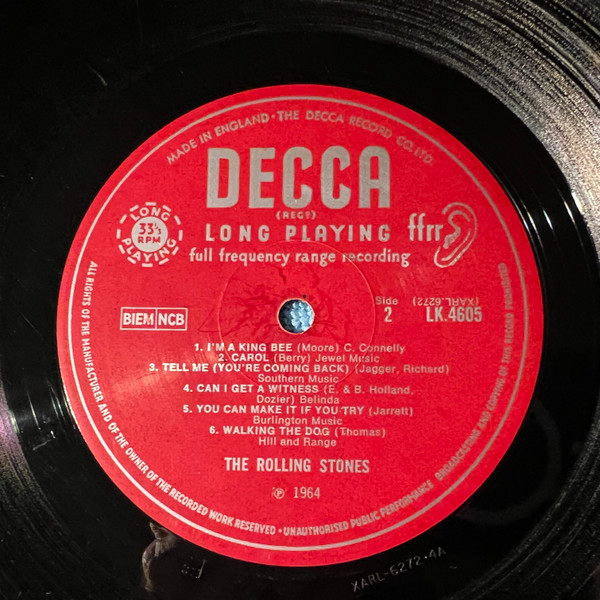 MADE IN ENGLAND · THE DECCA RECORD CO. LTD.
DECCA
(REGD)
LONG PLAYING
33⅓ RPM
LONG PLAYING
ffrr
full frequency range recording
BIEM NCB
Side
2
(XARL.6272)
LK.4605
1. I'M A KING BEE (Moore) C. Connelly
2. CAROL (Berry) Jewel Music
3. TELL ME (YOU'RE COMING BACK) (Jagger, Richard)
Southern Music
4. CAN I GET A WITNESS (E. & B. Holland,
Dozier) Belinda
5. YOU CAN MAKE IT IF YOU TRY (Jarrett)
Burlington Music
6. WALKING THE DOG (Thomas)
Hill and Range
THE ROLLING STONES
℗ 1964
ALL RIGHTS OF THE MANUFACTURER AND OF THE OWNER OF THE RECORDED WORK RESERVED · UNAUTHORISED PUBLIC PERFORMANCE BROADCASTING AND COPYING OF THIS RECORD PROHIBITED
XARL-6272-4A